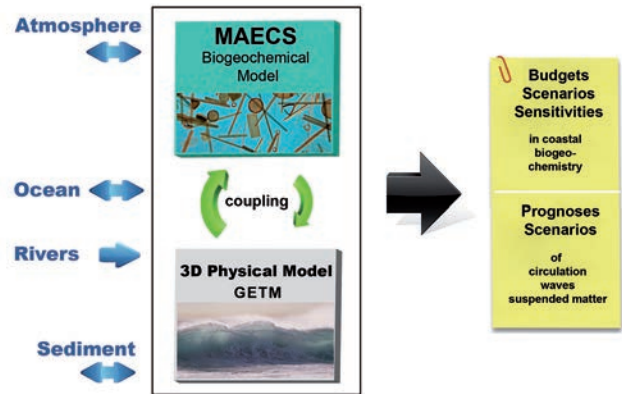 Atmosphere
Ocean
Rivers
Sediment
MAECS
Biogeochemical
Model
coupling
3D Physical Model
GETM
Budgets
Scenarios
Sensitivities
in coastal
biogeo-
chemistry
Prognoses
Scenarios
of
circulation
waves
suspended matter